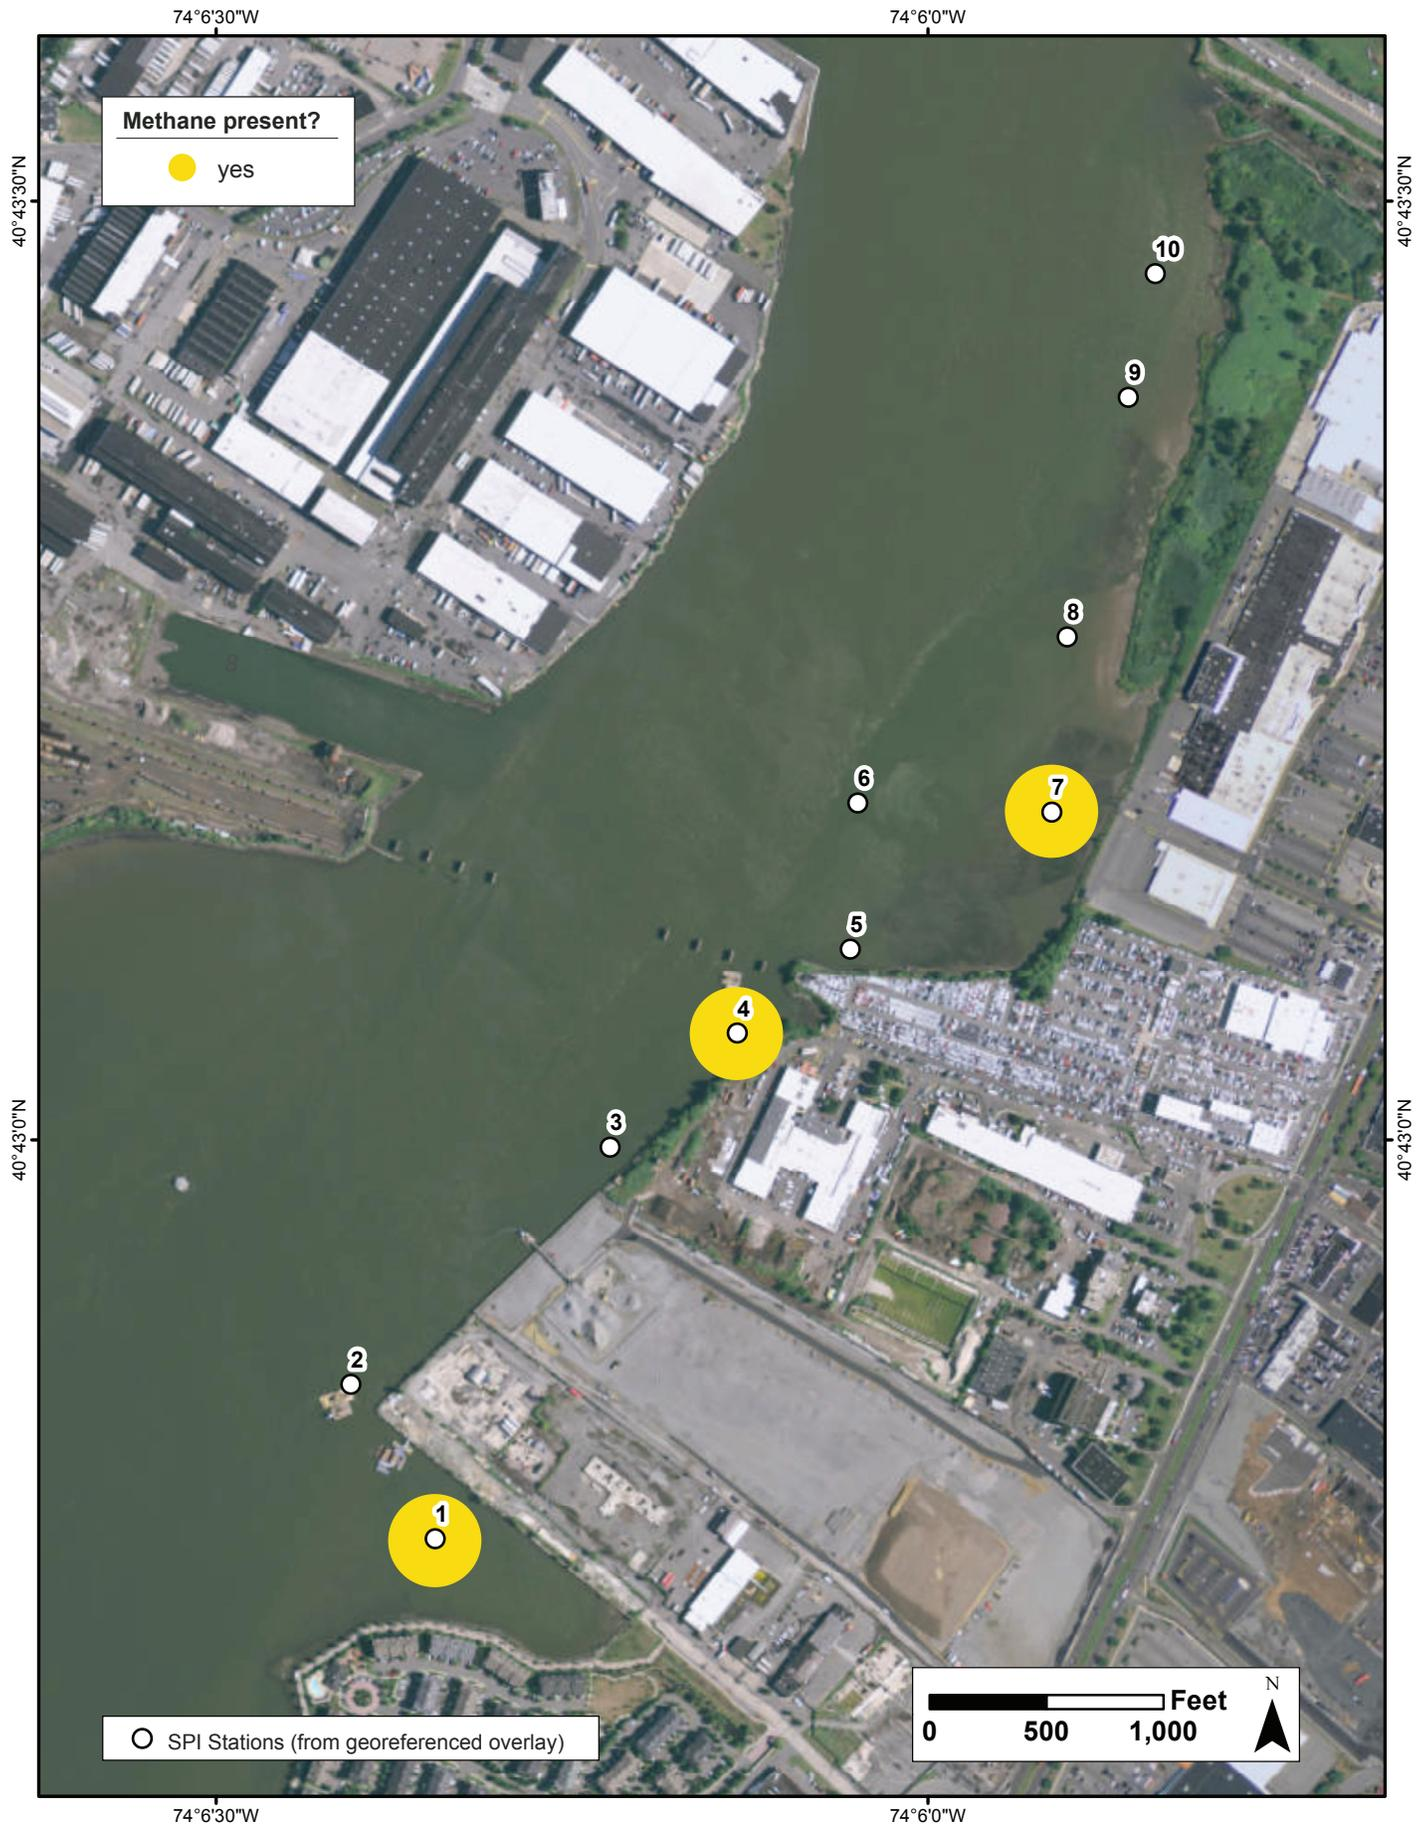 74°6'30"W
74°6'0"W
40°43'30"N
40°43'30"N
Methane present?
yes
10
9
8
6
7
5
4
3
40°43'0"N
40°43'0"N
2
1
SPI Stations (from georeferenced overlay)
Feet
0 500 1,000
N
74°6'30"W
74°6'0"W